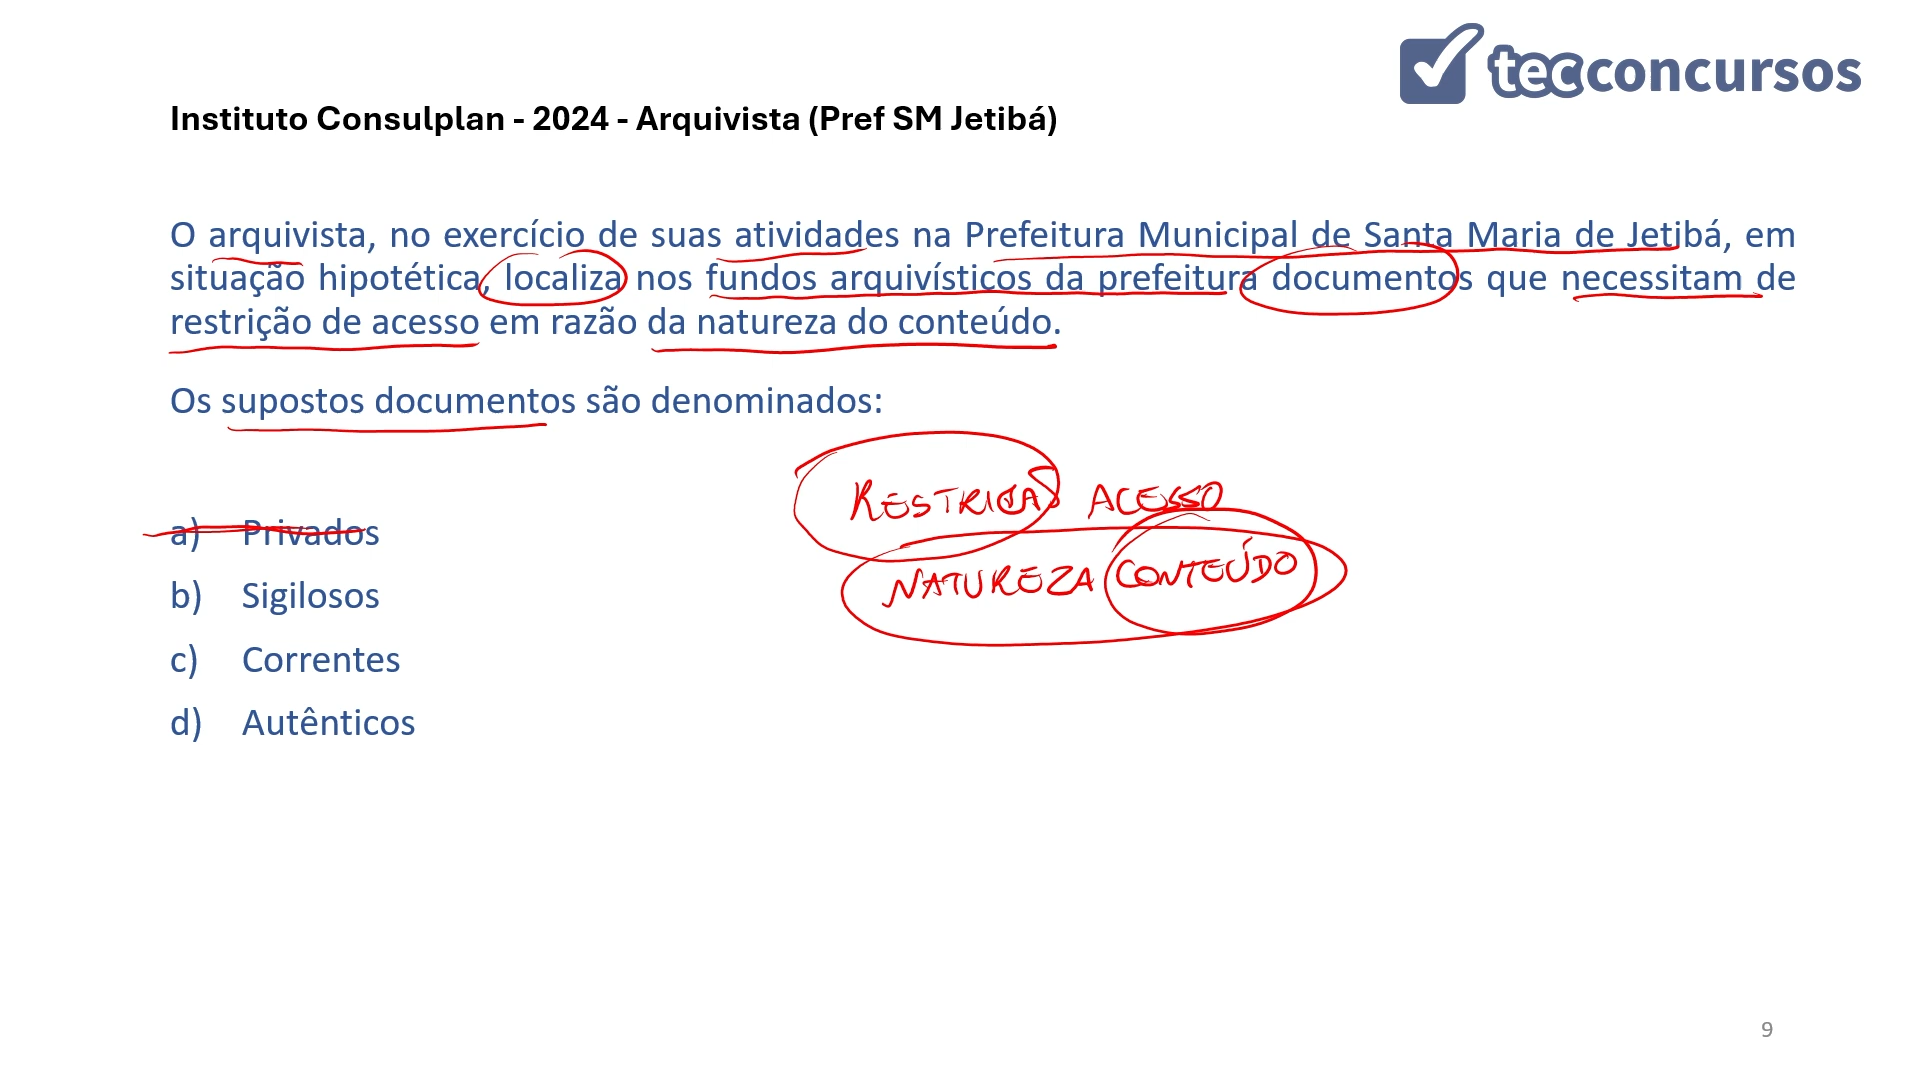 tecconcursos
Instituto Consulplan - 2024 - Arquivista (Pref SM Jetibá)
O arquivista, no exercício de suas atividades na Prefeitura Municipal de Santa Maria de Jetibá, em
situação hipotética, localiza nos fundos arquivísticos da prefeitura documentos que necessitam de
restrição de acesso em razão da natureza do conteúdo.
Os supostos documentos são denominados:
RESTRIÇÃO ACESSO
NATUREZA CONTEÚDO
a) Privados
b) Sigilosos
c) Correntes
d) Autênticos
9